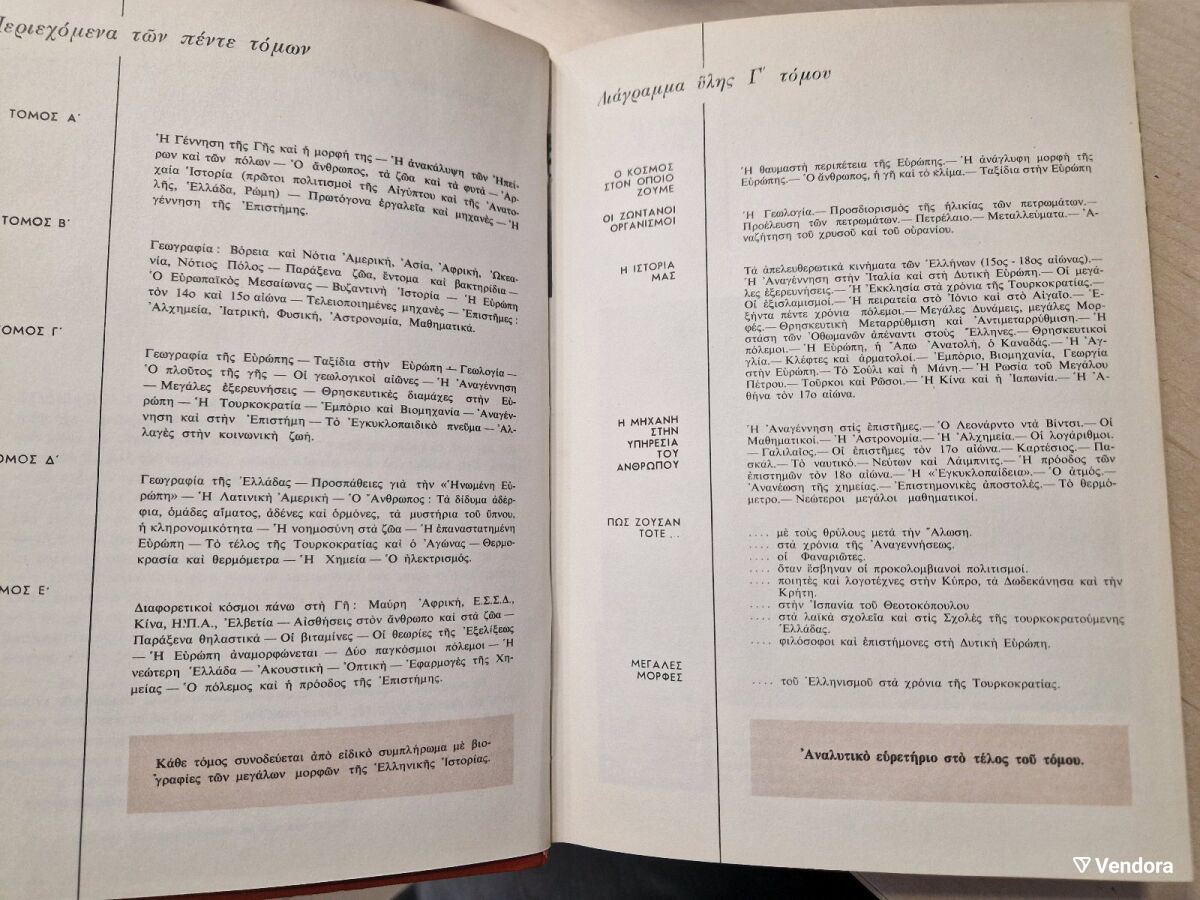 Περιεχόμενα τῶν πέντε τόμων
ΤΟΜΟΣ Α'
Ἡ Γέννηση τῆς Γῆς καὶ ἡ μορφή της — Ἡ ἀνακάλυψη τῶν Ἠπεί-
ρων καὶ τῶν πόλων — Ὁ ἄνθρωπος, τὰ ζῶα καὶ τὰ φυτὰ — Ἀρ-
χαία Ἱστορία (πρῶτοι πολιτισμοὶ τῆς Αἰγύπτου καὶ τῆς Ἀνατο-
λῆς, Ἑλλάδα, Ρώμη) — Πρωτόγονα ἐργαλεῖα καὶ μηχανὲς — Ἡ
γέννηση τῆς Ἐπιστήμης.
ΤΟΜΟΣ Β'
Γεωγραφία : Βόρεια καὶ Νότια Ἀμερική, Ἀσία, Ἀφρική, Ὠκεα-
νία, Νότιος Πόλος — Παράξενα ζῶα, ἔντομα καὶ βακτηρίδια —
Ὁ Εὐρωπαϊκὸς Μεσαίωνας — Βυζαντινὴ Ἱστορία — Ἡ Εὐρώπη
τὸν 14ο καὶ 15ο αἰώνα — Τελειοποιημένες μηχανὲς — Ἐπιστῆμες :
Ἀλχημεία, Ἰατρική, Φυσική, Ἀστρονομία, Μαθηματικά.
ΤΟΜΟΣ Γ'
Γεωγραφία τῆς Εὐρώπης — Ταξίδια στὴν Εὐρώπη — Γεωλογία —
Ὁ πλοῦτος τῆς γῆς — Οἱ γεωλογικοὶ αἰῶνες — Ἡ Ἀναγέννηση
— Μεγάλες ἐξερευνήσεις — Θρησκευτικὲς διαμάχες στὴν Εὐ-
ρώπη — Ἡ Τουρκοκρατία — Ἐμπόριο καὶ Βιομηχανία — Ἀναγέν-
νηση καὶ στὴν Ἐπιστήμη — Τὸ Ἐγκυκλοπαιδικὸ πνεῦμα — Ἀλ-
λαγὲς στὴν κοινωνικὴ ζωή.
ΤΟΜΟΣ Δ'
Γεωγραφία τῆς Ἑλλάδας — Προσπάθειες γιὰ τὴν «Ἡνωμένη Εὐ-
ρώπη» — Ἡ Λατινικὴ Ἀμερικὴ — Ὁ Ἄνθρωπος : Τὰ δίδυμα ἀδέρ-
φια, ὁμάδες αἵματος, ἀδένες καὶ ὁρμόνες, τὰ μυστήρια τοῦ ὕπνου,
ἡ κληρονομικότητα — Ἡ νοημοσύνη στὰ ζῶα — Ἡ ἐπαναστατημένη
Εὐρώπη — Τὸ τέλος τῆς Τουρκοκρατίας καὶ ὁ Ἀγώνας — Θερμο-
κρασία καὶ θερμόμετρα — Ἡ Χημεία — Ὁ ἠλεκτρισμός.
ΤΟΜΟΣ Ε'
Διαφορετικοὶ κόσμοι πάνω στὴ Γῆ : Μαύρη Ἀφρική, Ε.Σ.Σ.Δ.,
Κίνα, Η.Π.Α., Ἑλβετία — Αἰσθήσεις στὸν ἄνθρωπο καὶ στὰ ζῶα —
Παράξενα θηλαστικὰ — Οἱ βιταμίνες — Οἱ θεωρίες τῆς Ἐξελίξεως
— Ἡ Εὐρώπη ἀναμορφώνεται — Δύο παγκόσμιοι πόλεμοι — Ἡ
νεώτερη Ἑλλάδα — Ἀκουστικὴ — Ὀπτικὴ — Ἐφαρμογὲς τῆς Χη-
μείας — Ὁ πόλεμος καὶ ἡ πρόοδος τῆς Ἐπιστήμης.
Κάθε τόμος συνοδεύεται ἀπὸ εἰδικὸ συμπλήρωμα μὲ βιο-
γραφίες τῶν μεγάλων μορφῶν τῆς Ἑλληνικῆς Ἱστορίας.
Διάγραμμα ὕλης Γ' τόμου
Ο ΚΟΣΜΟΣ
ΣΤΟΝ ΟΠΟΙΟ
ΖΟΥΜΕ
Ἡ θαυμαστὴ περιπέτεια τῆς Εὐρώπης.— Ἡ ἀνάγλυφη μορφὴ τῆς
Εὐρώπης.— Ὁ ἄνθρωπος, ἡ γῆ καὶ τὸ κλίμα.— Ταξίδια στὴν Εὐρώπη
ΟΙ ΖΩΝΤΑΝΟΙ
ΟΡΓΑΝΙΣΜΟΙ
Ἡ Γεωλογία.— Προσδιορισμὸς τῆς ἡλικίας τῶν πετρωμάτων.—
Προέλευση τῶν πετρωμάτων.— Πετρέλαιο.— Μεταλλεύματα.— Ἀ-
ναζήτηση τοῦ χρυσοῦ καὶ τοῦ οὐρανίου.
Η ΙΣΤΟΡΙΑ
ΜΑΣ
Τὰ ἀπελευθερωτικὰ κινήματα τῶν Ἑλλήνων (15ος - 18ος αἰώνας).—
Ἡ Ἀναγέννηση στὴν Ἰταλία καὶ στὴ Δυτικὴ Εὐρώπη.— Οἱ μεγά-
λες ἐξερευνήσεις.— Ἡ Ἐκκλησία στὰ χρόνια τῆς Τουρκοκρατίας.—
Οἱ ἐξισλαμισμοί.— Ἡ πειρατεία στὸ Ἰόνιο καὶ στὸ Αἰγαῖο.— Ἑ-
ξήντα πέντε χρόνια πόλεμοι.— Μεγάλες Δυνάμεις, μεγάλες Μορ-
φές.— Θρησκευτικὴ Μεταρρύθμιση καὶ Ἀντιμεταρρύθμιση.— Ἡ
στάση τῶν Ὀθωμανῶν ἀπέναντι στοὺς Ἕλληνες.— Θρησκευτικοὶ
πόλεμοι.— Ἡ Εὐρώπη, ἡ Ἄπω Ἀνατολή, ὁ Καναδάς.— Ἡ Ἀγ-
γλία.— Κλέφτες καὶ ἁρματολοί.— Ἐμπόριο, Βιομηχανία, Γεωργία
στὴν Εὐρώπη.— Τὸ Σούλι καὶ ἡ Μάνη.— Ἡ Ρωσία τοῦ Μεγάλου
Πέτρου.— Τοῦρκοι καὶ Ρῶσοι.— Ἡ Κίνα καὶ ἡ Ἰαπωνία.— Ἡ Ἀ-
θήνα τὸν 17ο αἰώνα.
Η ΜΗΧΑΝΗ
ΣΤΗΝ
ΥΠΗΡΕΣΙΑ
ΤΟΥ
ΑΝΘΡΩΠΟΥ
Ἡ Ἀναγέννηση στὶς ἐπιστῆμες.— Ὁ Λεονάρντο ντὰ Βίντσι.— Οἱ
Μαθηματικοί.— Ἡ Ἀστρονομία.— Ἡ Ἀλχημεία.— Οἱ λογάριθμοι.
— Γαλιλαῖος.— Οἱ ἐπιστῆμες τὸν 17ο αἰώνα.— Καρτέσιος.— Πα-
σκάλ.— Τὸ ναυτικό.— Νεύτων καὶ Λάιμπνιτς.— Ἡ πρόοδος τῶν
ἐπιστημῶν τὸν 18ο αἰώνα.— Ἡ «Ἐγκυκλοπαίδεια».— Ὁ ἀτμός.—
Ἀνανέωση τῆς χημείας.— Ἐπιστημονικὲς ἀποστολές.— Τὸ θερμό-
μετρο.— Νεώτεροι μεγάλοι μαθηματικοί.
ΠΩΣ ΖΟΥΣΑΝ
ΤΟΤΕ . .
. . . . μὲ τοὺς θρύλους μετὰ τὴν Ἅλωση.
. . . . στὰ χρόνια τῆς Ἀναγεννήσεως.
. . . . οἱ Φαναριῶτες.
. . . . ὅταν ἔσβηναν οἱ προκολομβιανοὶ πολιτισμοί.
. . . . ποιητὲς καὶ λογοτέχνες στὴν Κύπρο, τὰ Δωδεκάνησα καὶ τὴν
Κρήτη.
. . . . στὴν Ἱσπανία τοῦ Θεοτοκόπουλου
. . . . στὰ λαϊκὰ σχολεῖα καὶ στὶς Σχολὲς τῆς τουρκοκρατούμενης
Ἑλλάδας.
. . . . φιλόσοφοι καὶ ἐπιστήμονες στὴ Δυτικὴ Εὐρώπη.
ΜΕΓΑΛΕΣ
ΜΟΡΦΕΣ
. . . . τοῦ Ἑλληνισμοῦ στὰ χρόνια τῆς Τουρκοκρατίας.
Ἀναλυτικὸ εὑρετήριο στὸ τέλος τοῦ τόμου.
Vendora